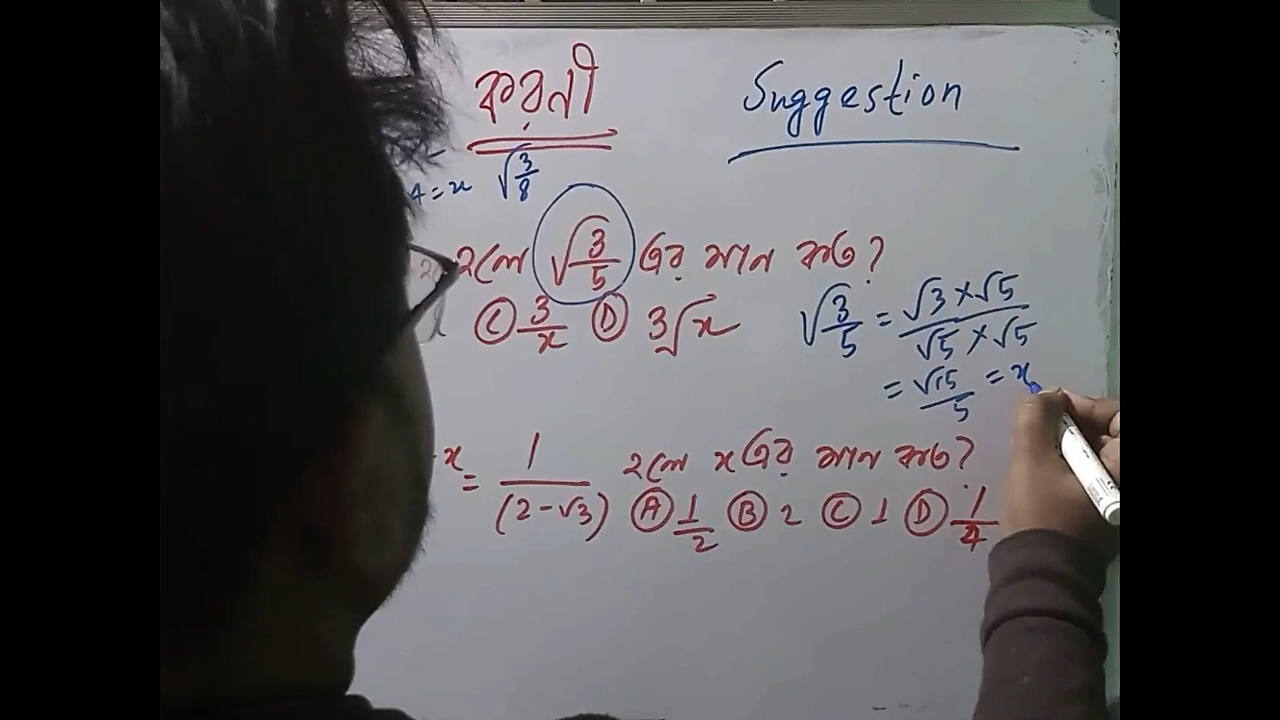 করণী Suggestion
4 = x √3/8
হলে √3/5 এর মান কত?
Ⓒ 3/x Ⓓ 3√x
√3/5 = √3 × √5 / √5 × √5
= √15/5 = x
x = 1/(2 - √3) হলে x এর মান কত?
Ⓐ 1/2 Ⓑ 2 Ⓒ 1 Ⓓ 1/4